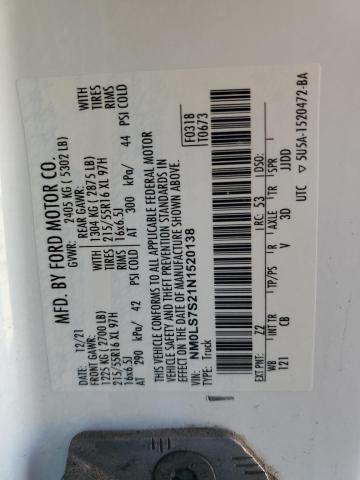 MFD. BY FORD MOTOR CO.
DATE: 12/21 GVWR: 2405 KG ( 5302 LB)
FRONT GAWR: REAR GAWR:
1225 KG ( 2700 LB) WITH 1304 KG ( 2875 LB) WITH
215/55R16 XL 97H TIRES 215/55R16 XL 97H TIRES
16x6.5J RIMS 16x6.5J RIMS
AT 290 kPa/ 42 PSI COLD AT 300 kPa/ 44 PSI COLD
THIS VEHICLE CONFORMS TO ALL APPLICABLE FEDERAL MOTOR
VEHICLE SAFETY AND THEFT PREVENTION STANDARDS IN
EFFECT ON THE DATE OF MANUFACTURE SHOWN ABOVE.
VIN: NM0LS7S21N1520138 F0318
TYPE: Truck T0673
EXT PNT: Z2 RC: 53 DSO:
WB INT TR TP/PS R AXLE TR SPR
121 CB V 3D JJDD
UTC ▽ 5U5A-1520472-BA